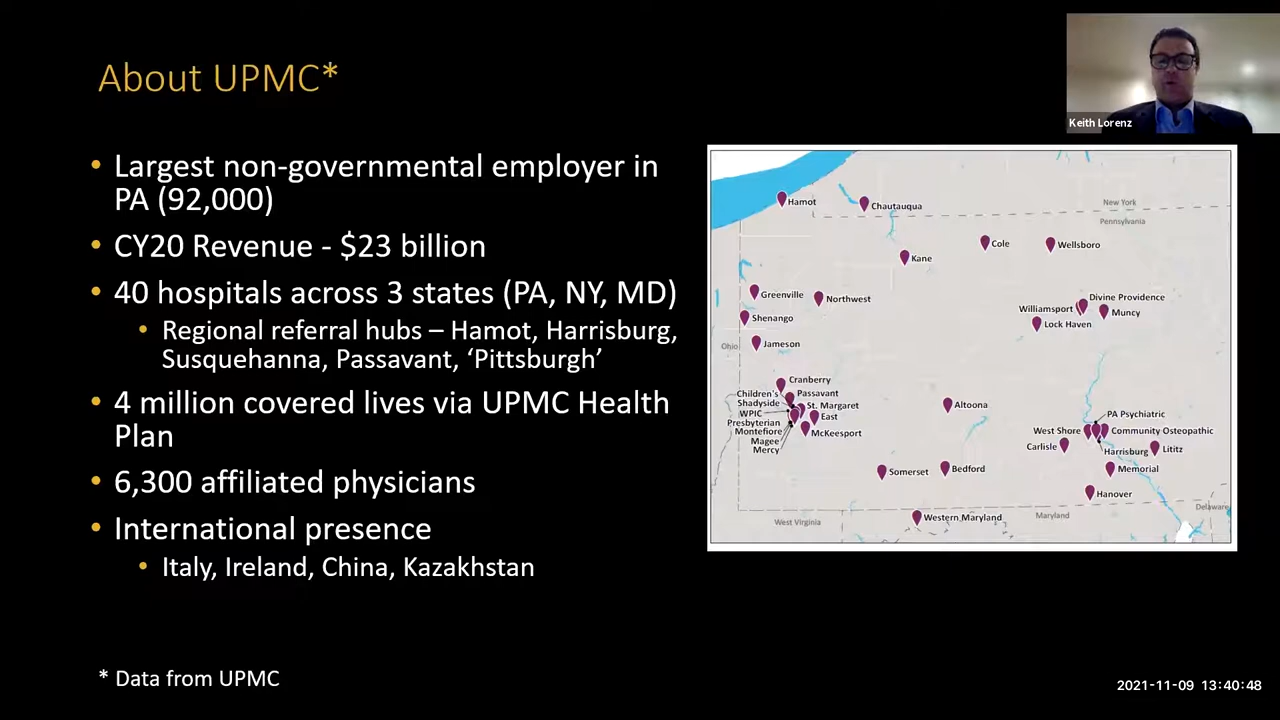 About UPMC*
Keith Lorenz
• Largest non-governmental employer in
PA (92,000)
• CY20 Revenue - $23 billion
• 40 hospitals across 3 states (PA, NY, MD)
• Regional referral hubs – Hamot, Harrisburg,
Susquehanna, Passavant, ‘Pittsburgh’
• 4 million covered lives via UPMC Health
Plan
• 6,300 affiliated physicians
• International presence
• Italy, Ireland, China, Kazakhstan
* Data from UPMC
Hamot
Chautauqua
New York
Pennsylvania
Cole
Wellsboro
Kane
Greenville
Northwest
Divine Providence
Williamsport
Muncy
Shenango
Lock Haven
Ohio
Jameson
Cranberry
Children's
Passavant
Shadyside
St. Margaret
WPIC
East
Presbyterian
Montefiore
McKeesport
Magee
Mercy
Altoona
PA Psychiatric
West Shore
Community Osteopathic
Carlisle
Harrisburg
Lititz
Somerset
Bedford
Memorial
Hanover
Delaware
West Virginia
Western Maryland
Maryland
2021-11-09 13:40:48